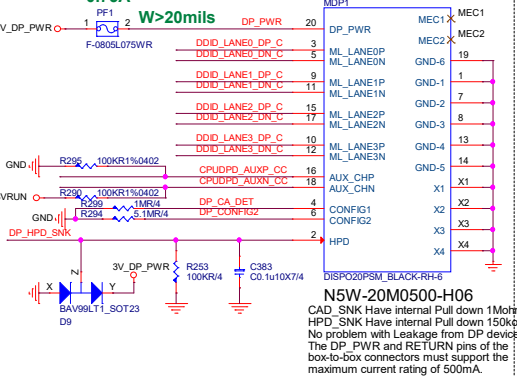 PF1
W>20mils
V_DP_PWR
1
2
F-0805L075WR
DP_PWR
20
MDP1
DP_PWR
MEC1
MEC1
MEC2
MEC2
DDID_LANE0_DP_C
3
ML_LANE0P
DDID_LANE0_DN_C
5
ML_LANE0N
GND-6
19
DDID_LANE1_DP_C
9
ML_LANE1P
DDID_LANE1_DN_C
11
ML_LANE1N
GND-1
1
GND-2
7
DDID_LANE2_DP_C
15
ML_LANE2P
DDID_LANE2_DN_C
17
ML_LANE2N
GND-3
8
GND-4
13
DDID_LANE3_DP_C
10
ML_LANE3P
DDID_LANE3_DN_C
12
ML_LANE3N
GND-5
14
GND
R295
100KR1%0402
CPUDPD_AUXP_CC
16
AUX_CHP
CPUDPD_AUXN_CC
18
AUX_CHN
X1
X1
VRUN
R290
100KR1%0402
R299
1MR/4
DP_CA_DET
4
CONFIG1
X2
X2
GND
R294
5.1MR/4
DP_CONFIG2
6
CONFIG2
X3
X3
DP_HPD_SNK
2
HPD
X4
X4
3V_DP_PWR
R253
100KR/4
C383
C0.1u10X7/4
X
Z
Y
BAV99LT1_SOT23
D9
DISPO20PSM_BLACK-RH-6
N5W-20M0500-H06
CAD_SNK Have internal Pull down 1Mohm
HPD_SNK Have internal Pull down 150ko
No problem with Leakage from DP device
The DP_PWR and RETURN pins of the
box-to-box connectors must support the
maximum current rating of 500mA.